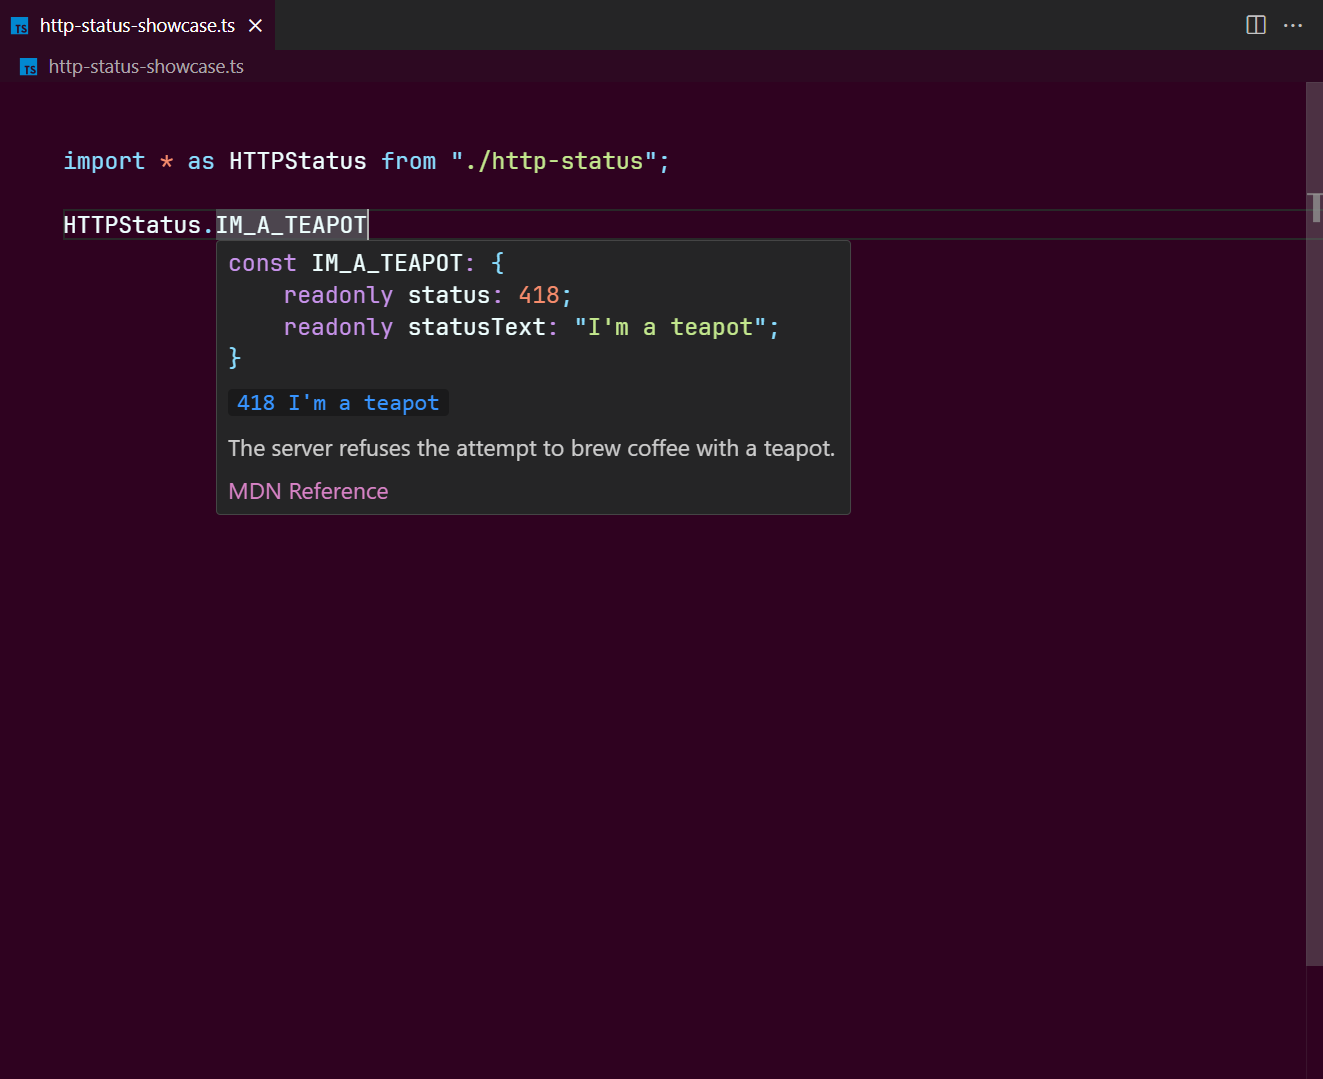 TS http-status-showcase.ts
TS http-status-showcase.ts
import * as HTTPStatus from "./http-status";
HTTPStatus.IM_A_TEAPOT
const IM_A_TEAPOT: {
    readonly status: 418;
    readonly statusText: "I'm a teapot";
}
418 I'm a teapot
The server refuses the attempt to brew coffee with a teapot.
MDN Reference